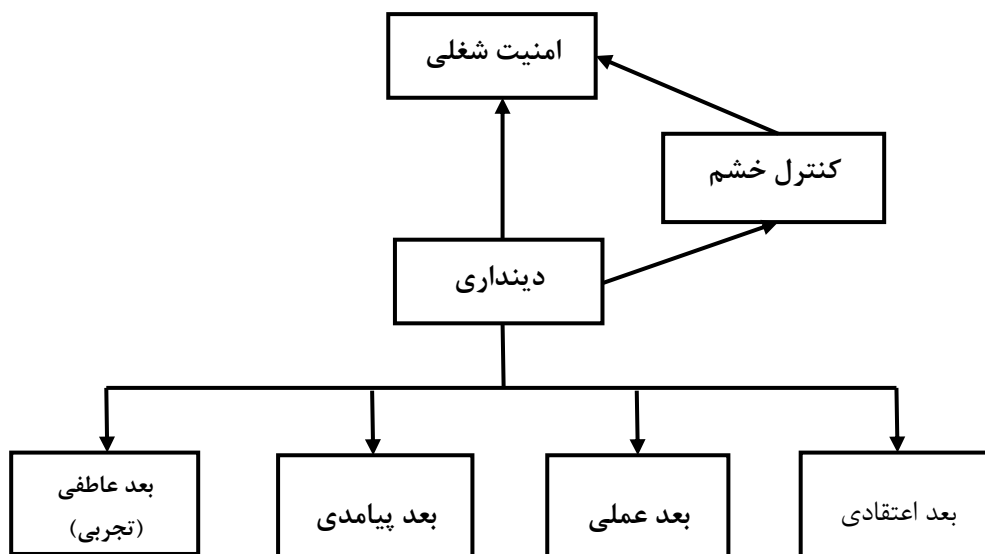 امنیت شغلی
کنترل خشم
دینداری
بعد اعتقادی
بعد عملی
بعد پیامدی
بعد عاطفی
(تجربی)